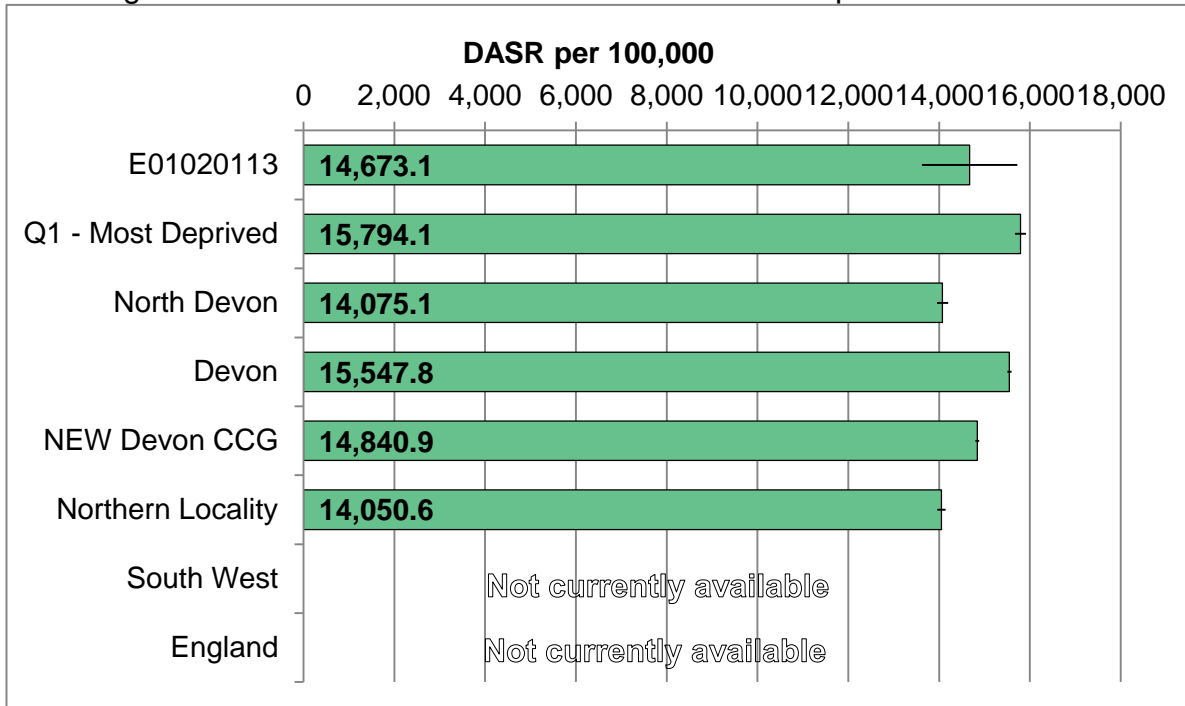 DASR per 100,000
0 2,000 4,000 6,000 8,000 10,000 12,000 14,000 16,000 18,000
E01020113 14,673.1
Q1 - Most Deprived 15,794.1
North Devon 14,075.1
Devon 15,547.8
NEW Devon CCG 14,840.9
Northern Locality 14,050.6
South West Not currently available
England Not currently available